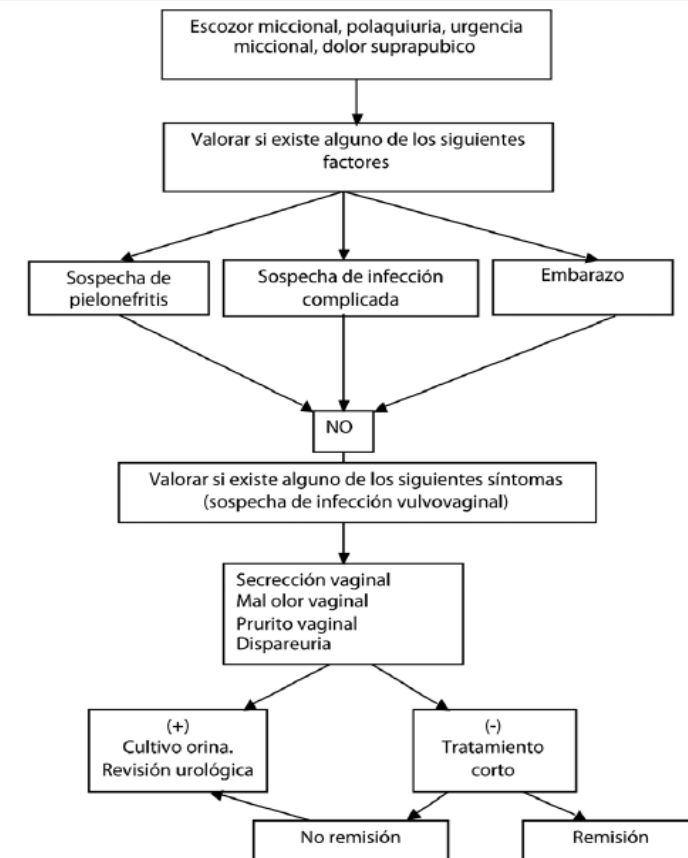 Escozor miccional, polaquiuria, urgencia
miccional, dolor suprapubico
Valorar si existe alguno de los siguientes
factores
Sospecha de
pielonefritis
Sospecha de infección
complicada
Embarazo
NO
Valorar si existe alguno de los siguientes síntomas
(sospecha de infección vulvovaginal)
Secrección vaginal
Mal olor vaginal
Prurito vaginal
Dispareuria
(+)
Cultivo orina.
Revisión urológica
(-)
Tratamiento
corto
No remisión
Remisión